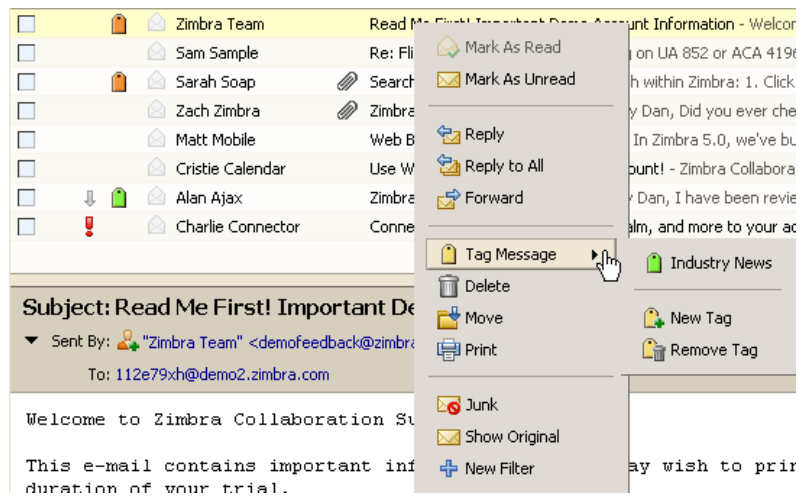 Zimbra Team Read Me First! Important Demo Account Information - Welcom
Sam Sample Re: Fli
on UA 852 or ACA 4196
Sarah Soap Search
h within Zimbra: 1. Click
Zach Zimbra Zimbra
y Dan, Did you ever che
Matt Mobile Web B
In Zimbra 5.0, we've bu
Cristie Calendar Use W
ount! - Zimbra Collabora
Alan Ajax Zimbra
Dan, I have been revie
Charlie Connector Conne
alm, and more to your ac
Mark As Read
Mark As Unread
Reply
Reply to All
Forward
Tag Message
Delete
Move
Print
Junk
Show Original
New Filter
Industry News
New Tag
Remove Tag
Subject: Read Me First! Important De
Sent By: "Zimbra Team" <demofeedback@zimbra
To: 112e79xh@demo2.zimbra.com
Welcome to Zimbra Collaboration Su
This e-mail contains important inf
ay wish to prin
duration of your trial.